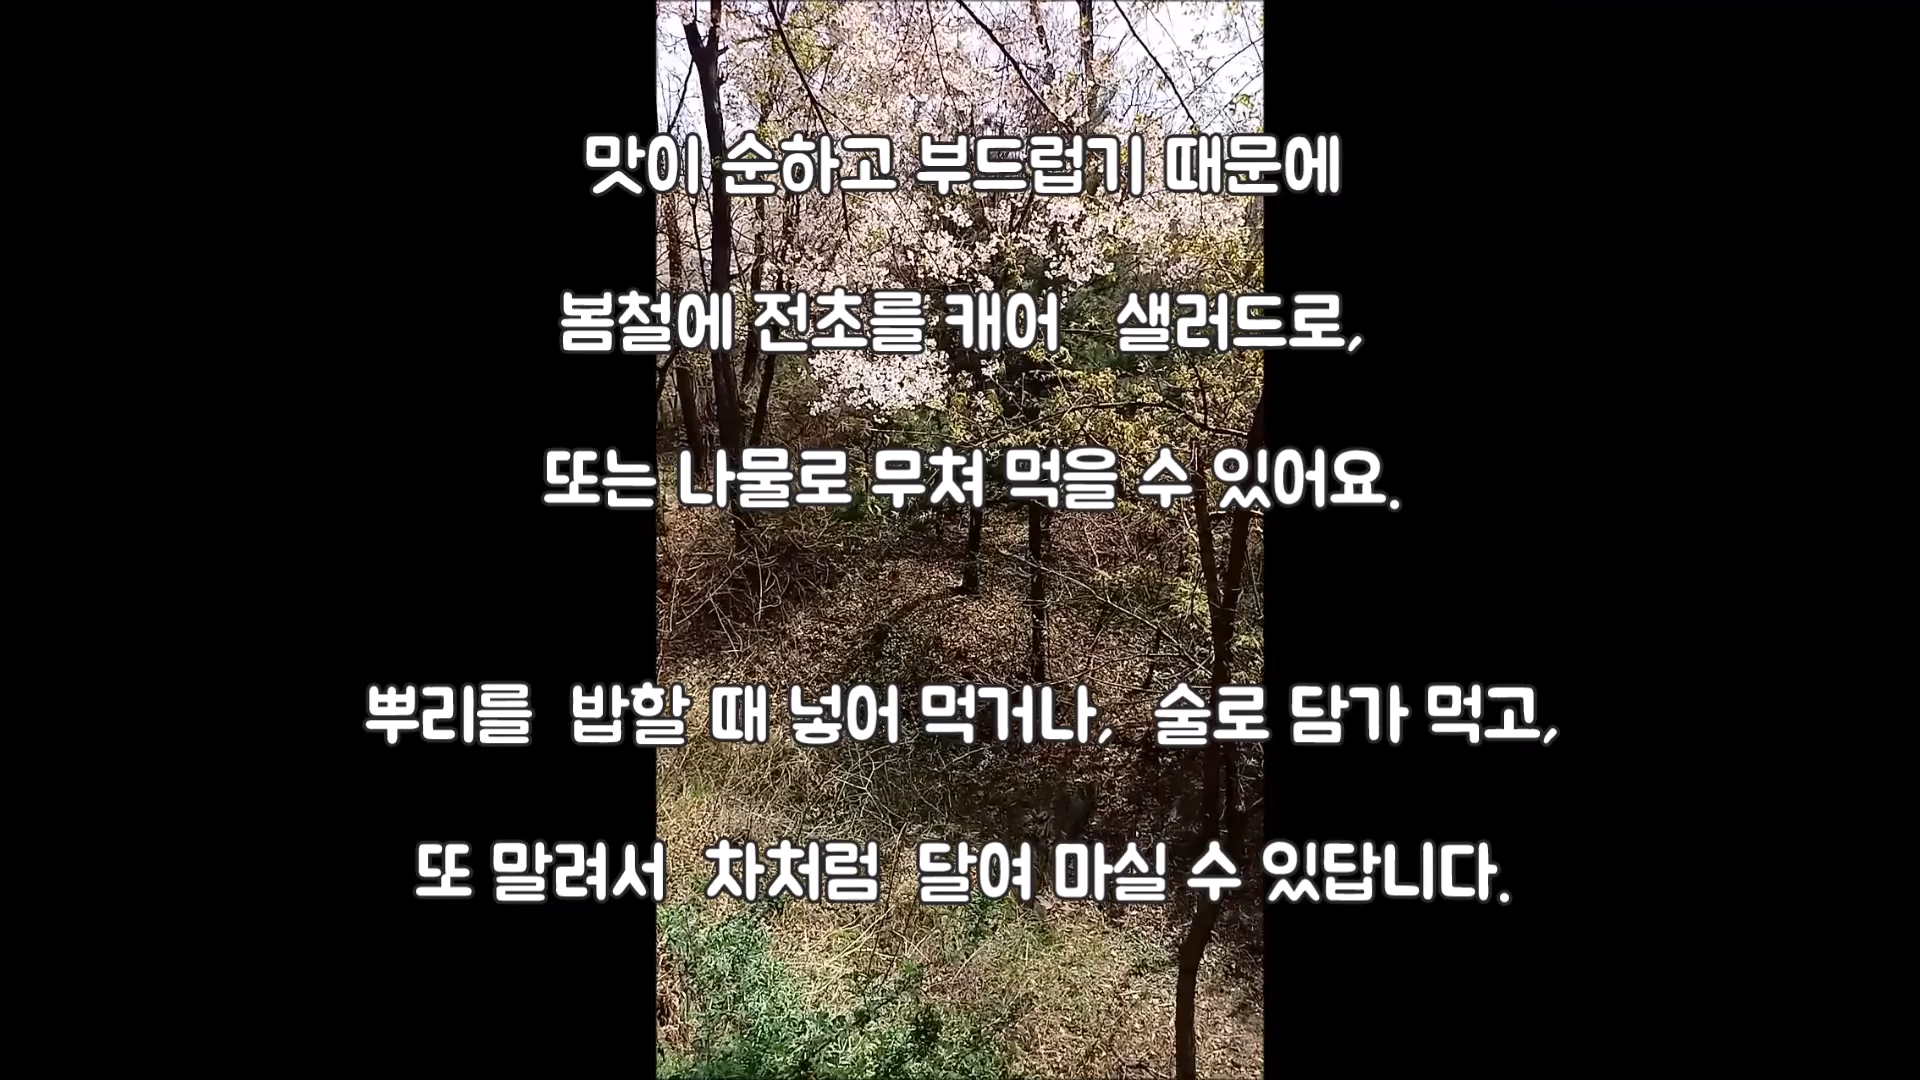 맛이 순하고 부드럽기 때문에
봄철에 전초를 캐어 샐러드로,
또는 나물로 무쳐 먹을 수 있어요.
뿌리를 밥할 때 넣어 먹거나, 술로 담가 먹고,
또 말려서 차처럼 달여 마실 수 있답니다.